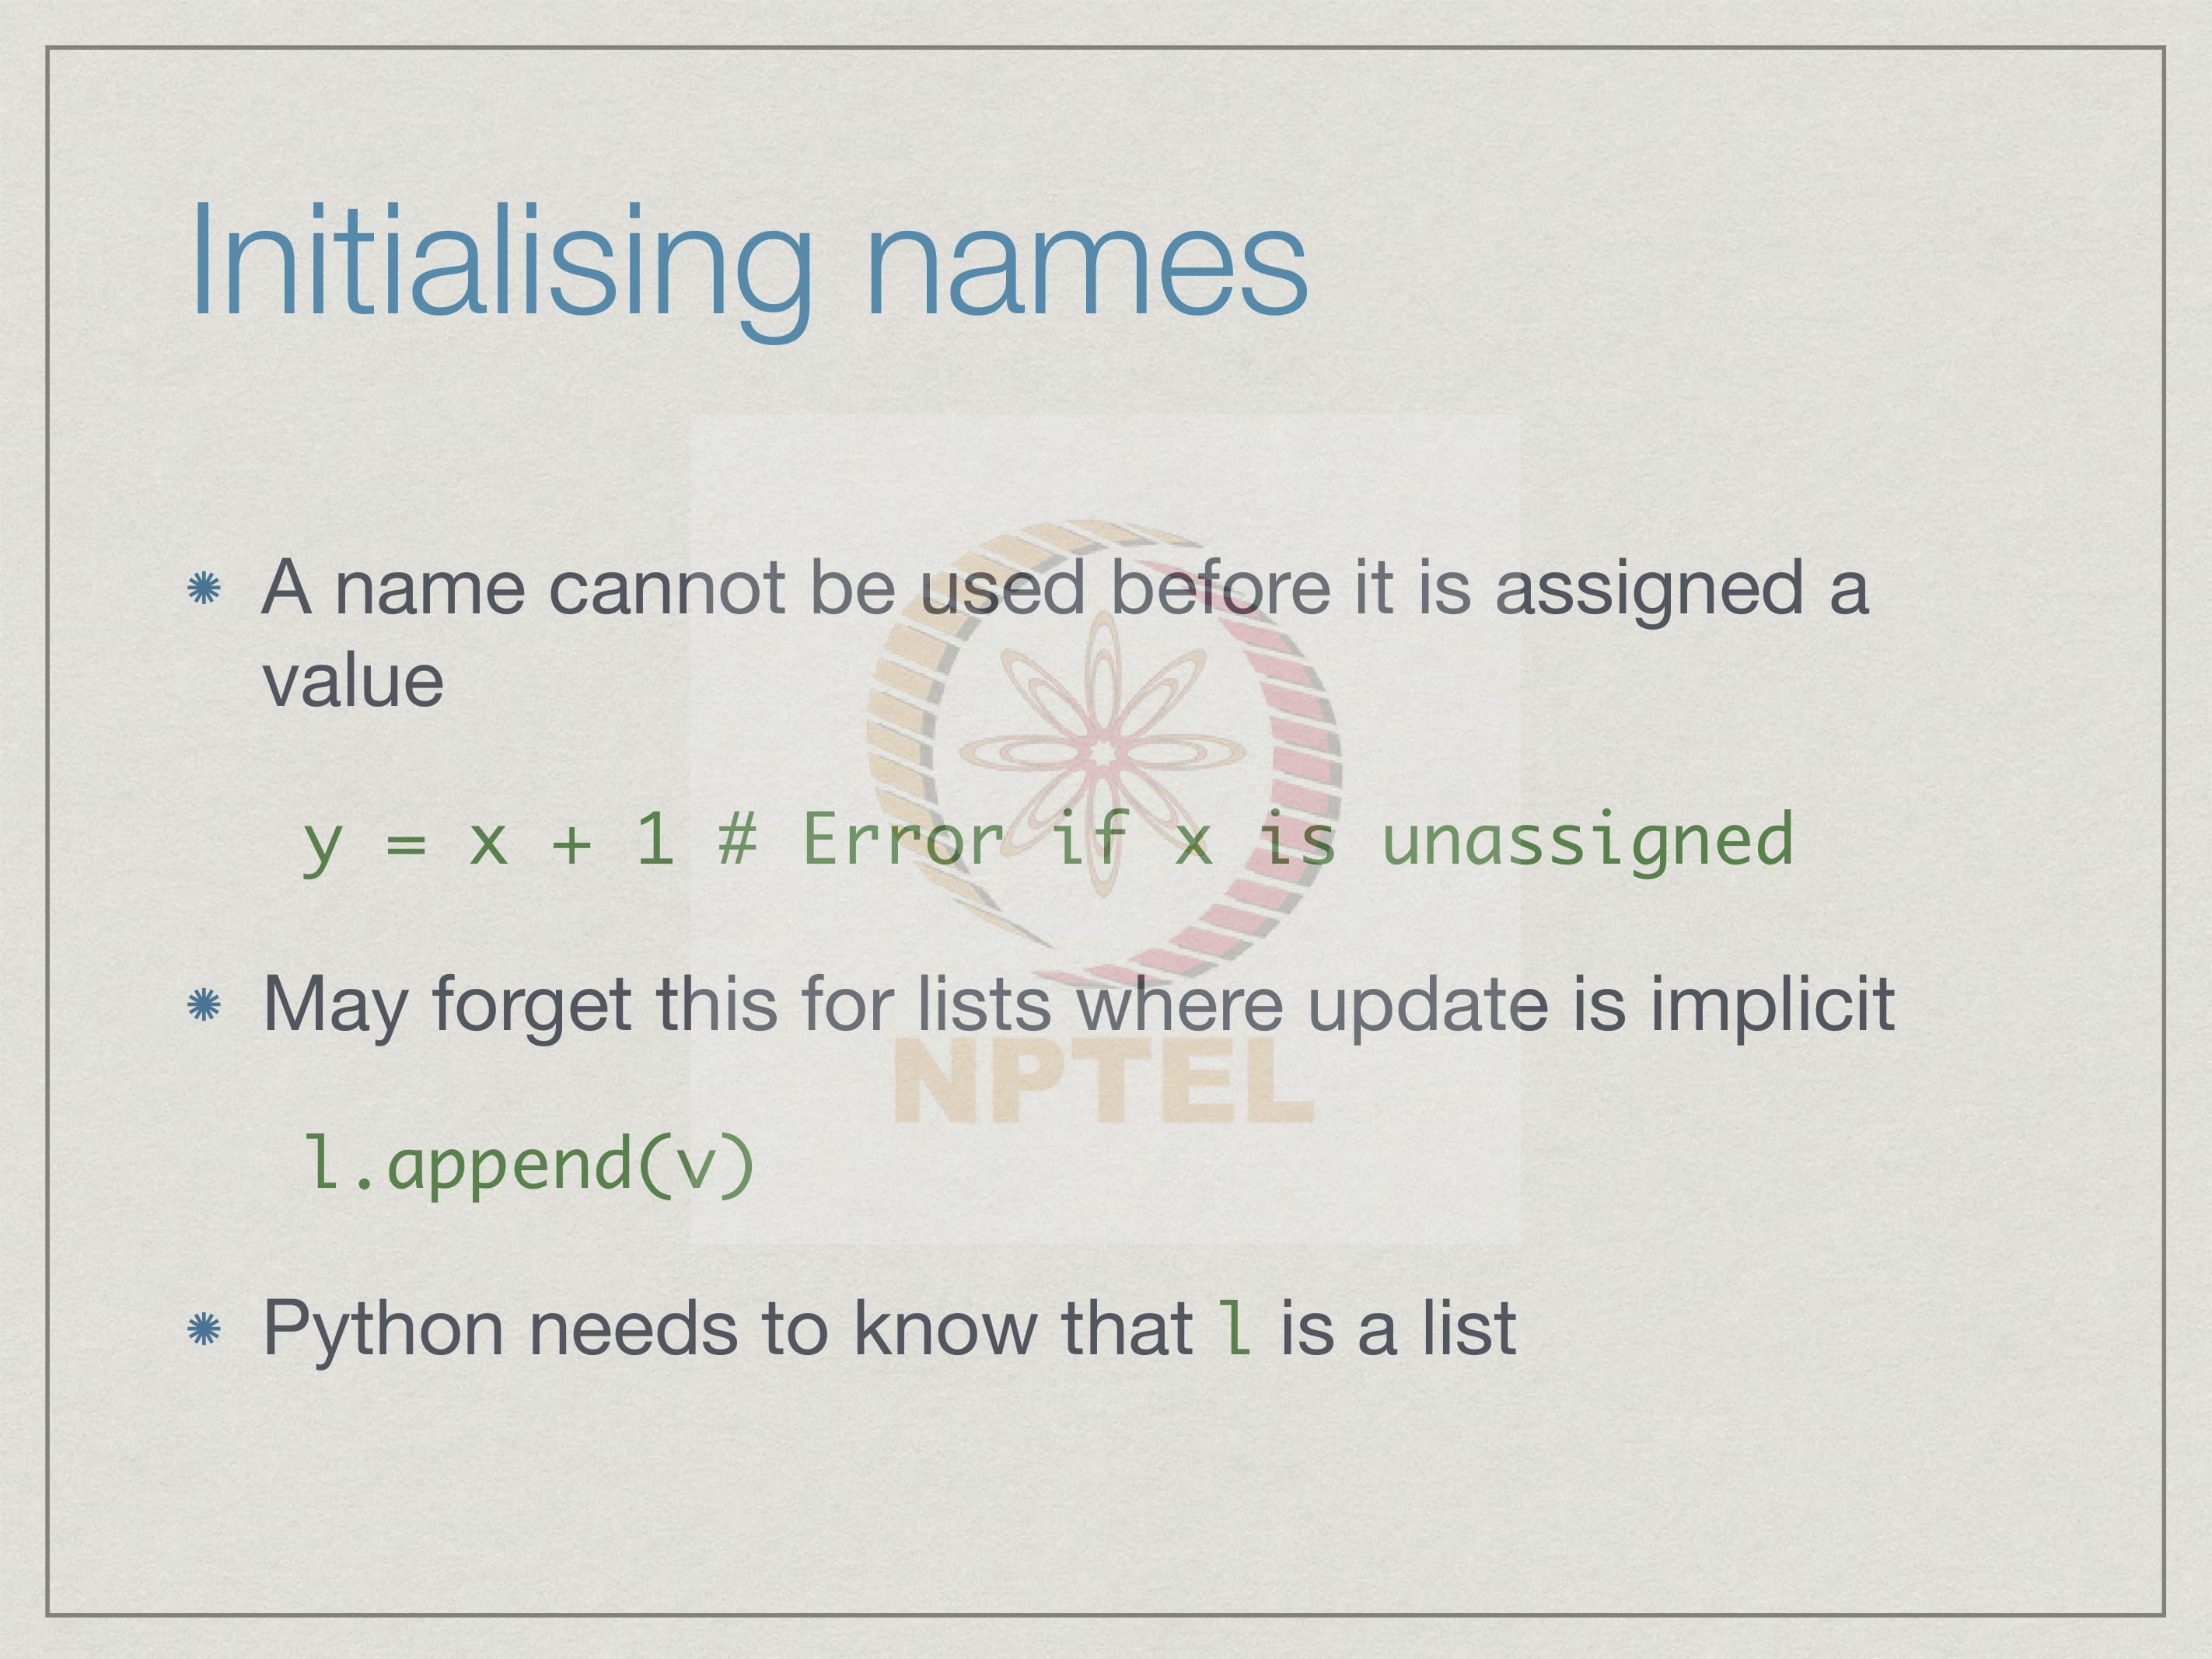 Initialising names
A name cannot be used before it is assigned a
value
y = x + 1 # Error if x is unassigned
May forget this for lists where update is implicit
NPTEL
l.append(v)
Python needs to know that l is a list